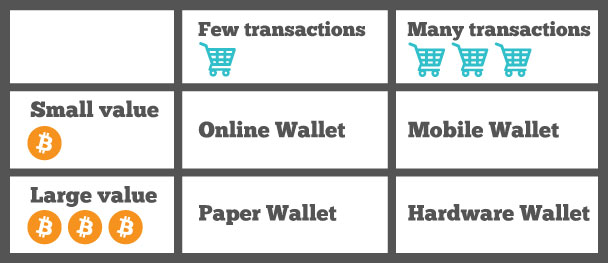 Few transactions
Many transactions
Small value
Online Wallet
Mobile Wallet
Large value
Paper Wallet
Hardware Wallet